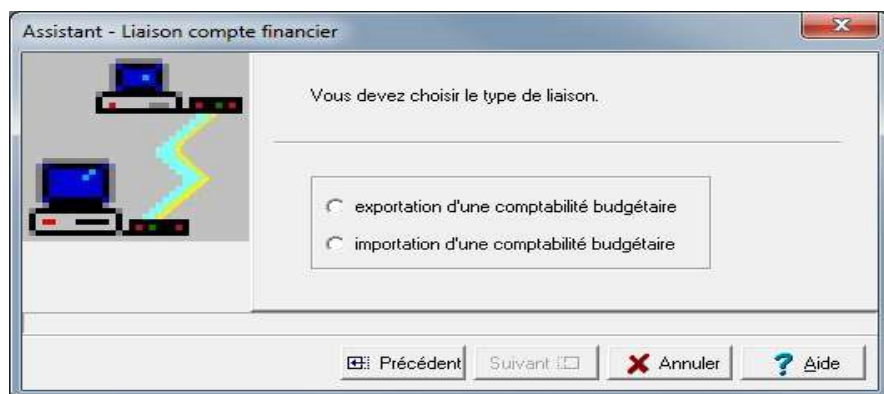 Assistant - Liaison compte financier
Vous devez choisir le type de liaison.
exportation d'une comptabilité budgétaire
importation d'une comptabilité budgétaire
Précédent Suivant Annuler Aide